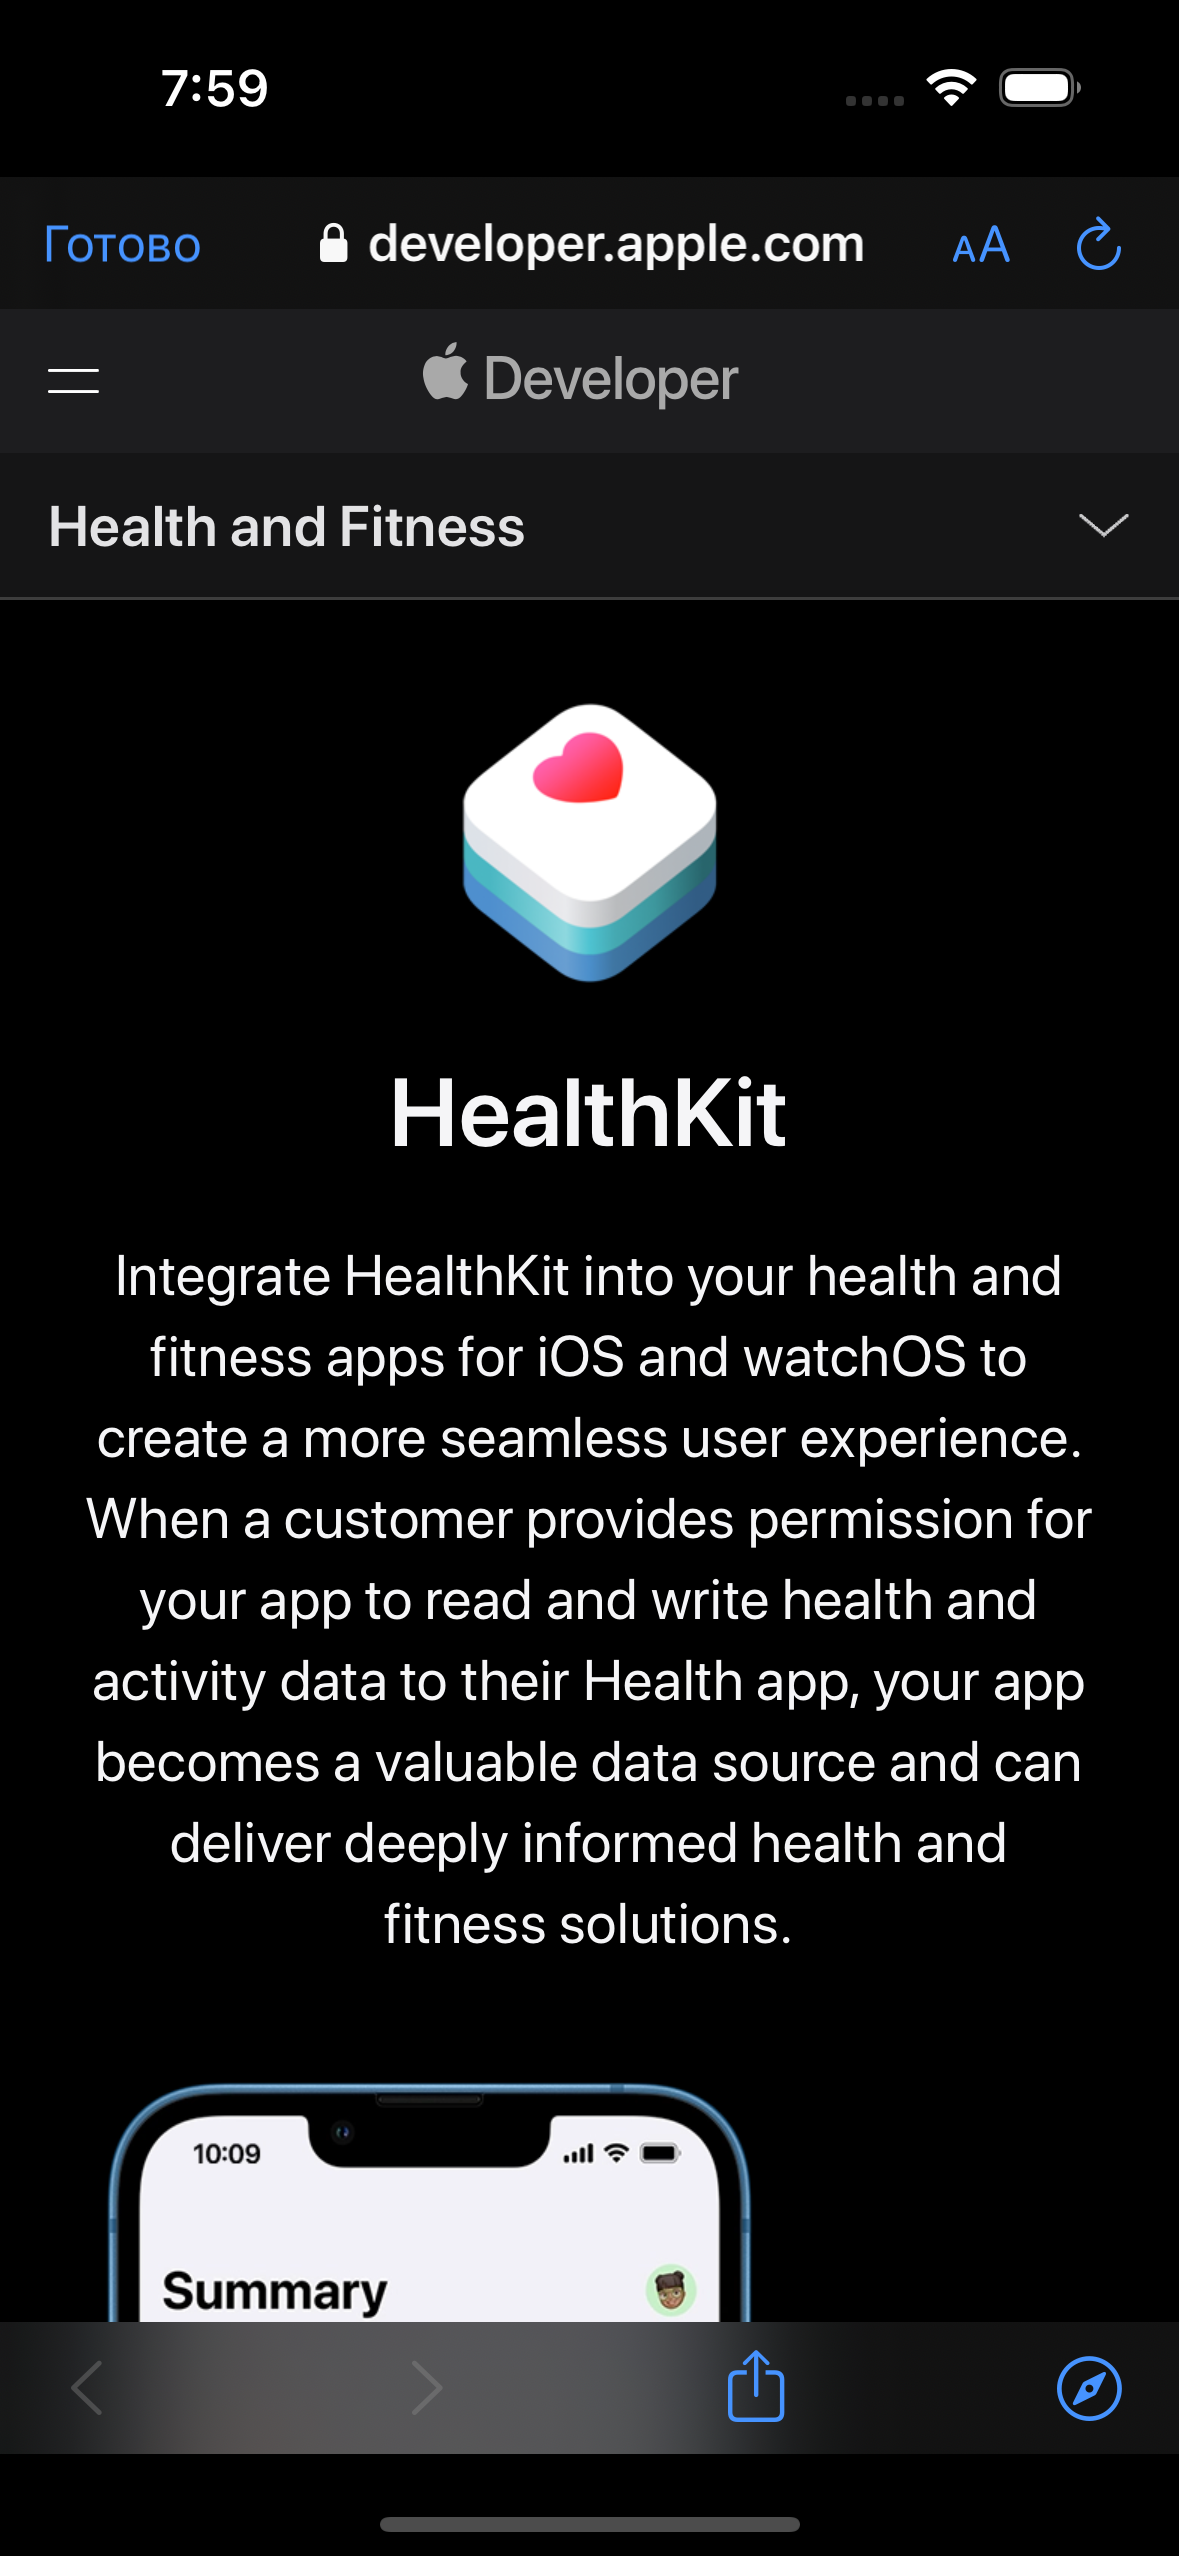 7:59
Готово developer.apple.com AA
Developer
Health and Fitness
HealthKit
Integrate HealthKit into your health and
fitness apps for iOS and watchOS to
create a more seamless user experience.
When a customer provides permission for
your app to read and write health and
activity data to their Health app, your app
becomes a valuable data source and can
deliver deeply informed health and
fitness solutions.
10:09
Summary